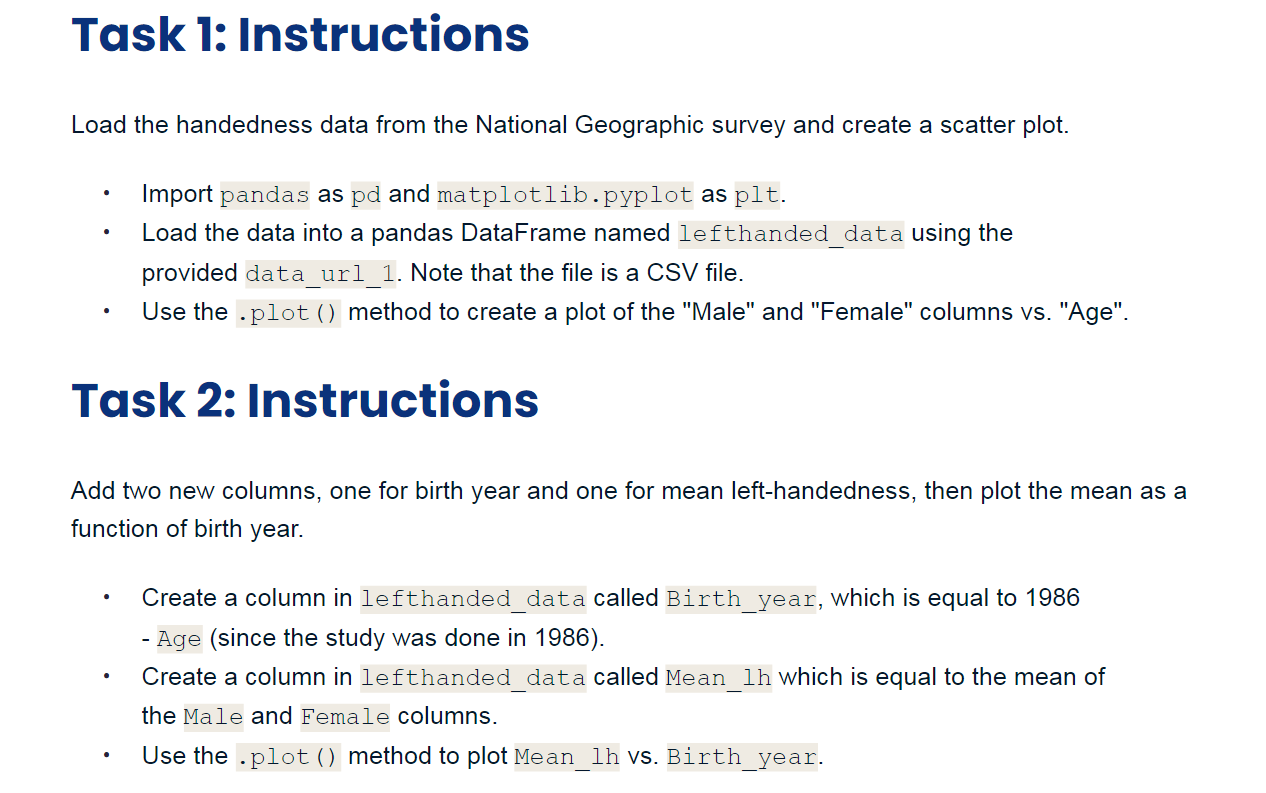 Task 1: Instructions
Load the handedness data from the National Geographic survey and create a scatter plot.
• Import pandas as pd and matplotlib.pyplot as plt.
• Load the data into a pandas DataFrame named lefthanded_data using the
provided data_url_1. Note that the file is a CSV file.
• Use the .plot() method to create a plot of the "Male" and "Female" columns vs. "Age".
Task 2: Instructions
Add two new columns, one for birth year and one for mean left-handedness, then plot the mean as a
function of birth year.
• Create a column in lefthanded_data called Birth_year, which is equal to 1986
- Age (since the study was done in 1986).
• Create a column in lefthanded_data called Mean_lh which is equal to the mean of
the Male and Female columns.
• Use the .plot() method to plot Mean_lh vs. Birth_year.